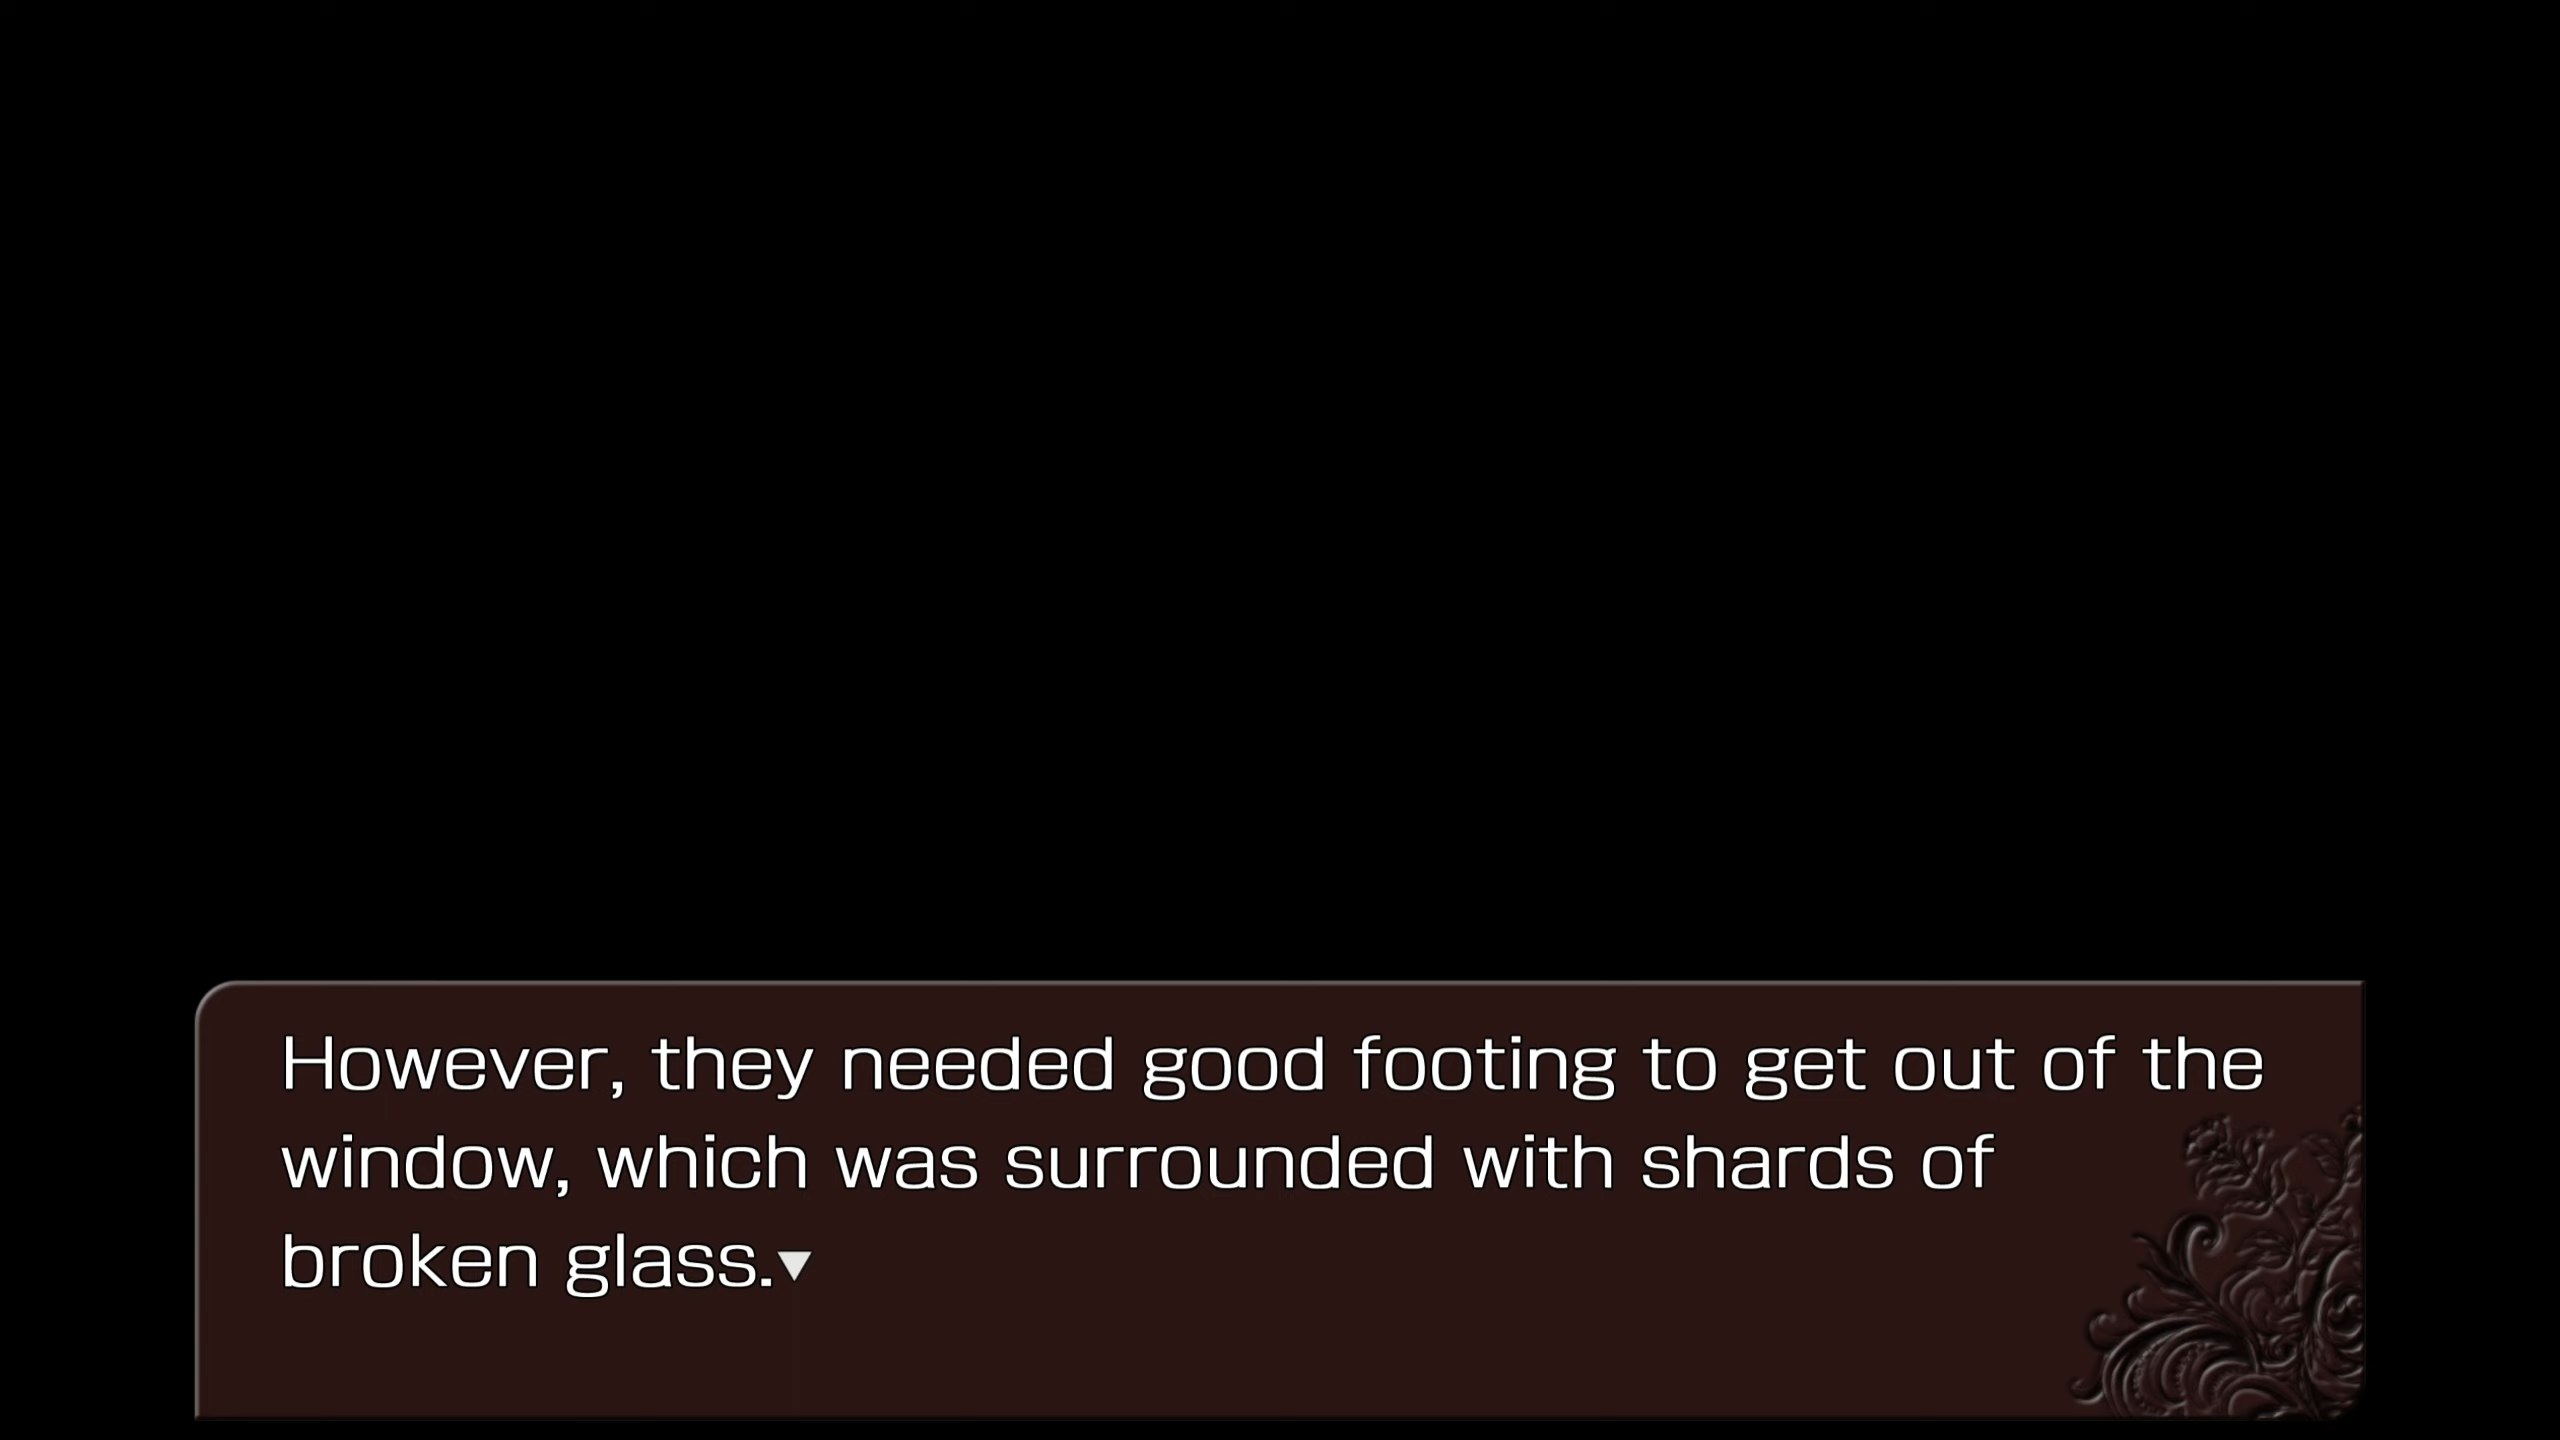 However, they needed good footing to get out of the
window, which was surrounded with shards of
broken glass.